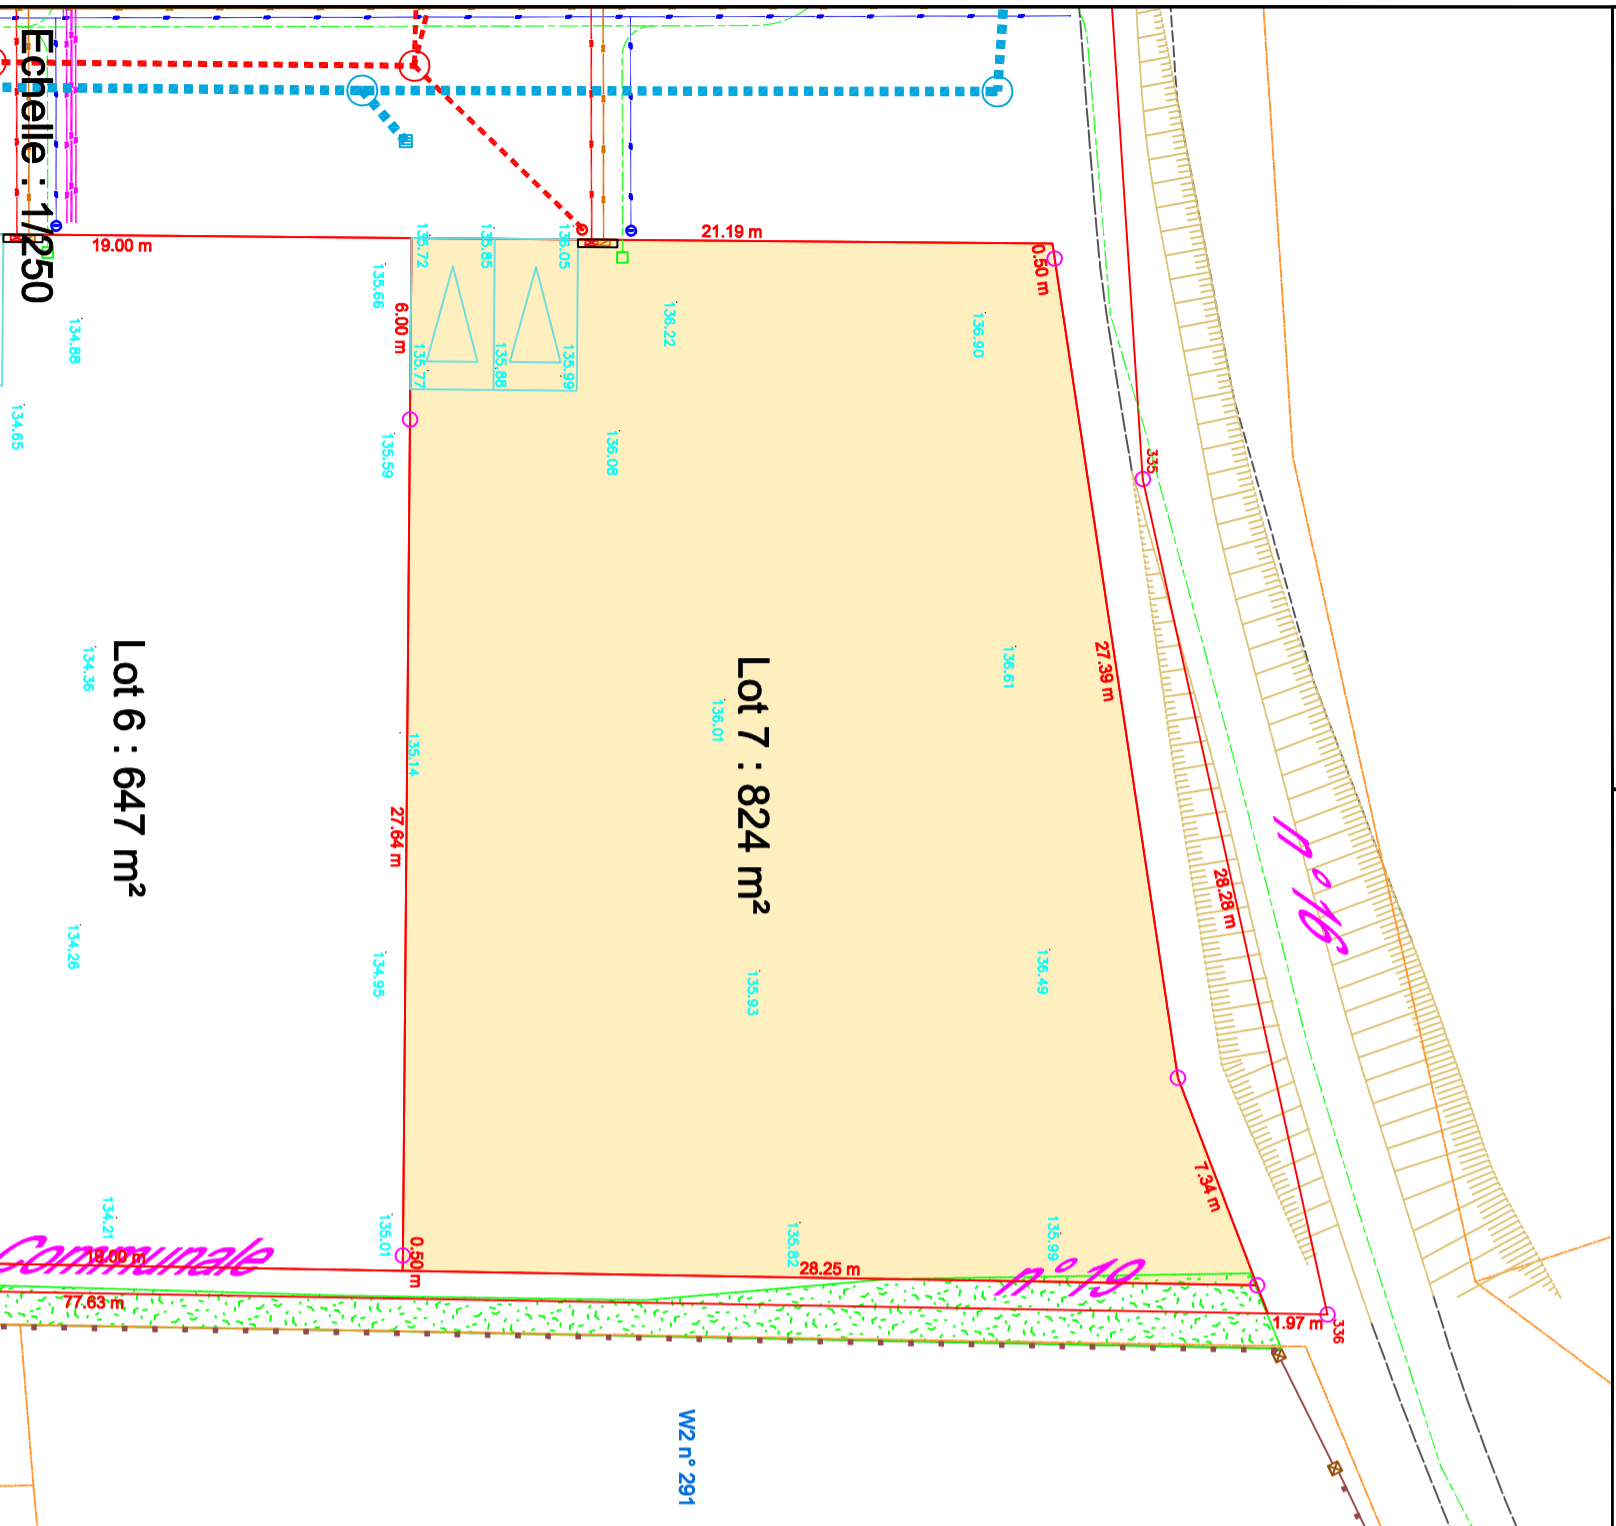 Echelle : 1/250
19.00 m
21.19 m
0.50 m
135.72
135.85
136.05
135.66
6.00 m
136.22
136.90
134.88
135.77
135.88
135.99
134.65
135.59
136.08
335
Lot 6 : 647 m²
134.36
Lot 7 : 824 m²
136.01
136.61
27.39 m
135.14
27.64 m
28.28 m
n°16
134.26
134.95
135.93
136.49
7.34 m
134.21
135.01
0.50 m
135.82
135.99
Communale
19.00 m
28.25 m
n°19
77.63 m
1.97 m
336
W2 n° 291